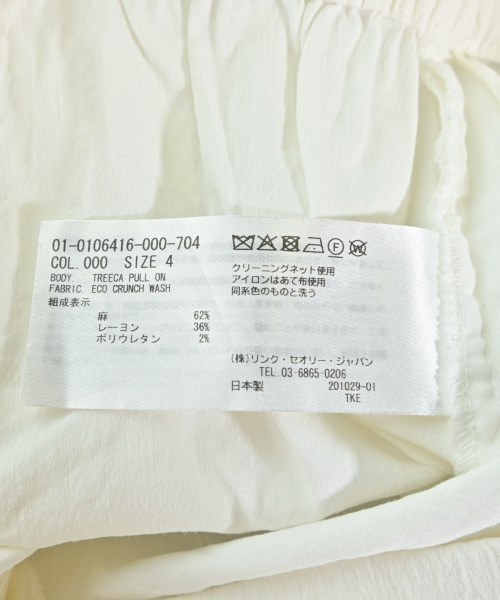 01-0106416-000-704
COL.000 SIZE 4
BODY. TREECA PULL ON
FABRIC. ECO CRUNCH WASH
組成表示
麻 62%
レーヨン 36%
ポリウレタン 2%
クリーニングネット使用
アイロンはあて布使用
同系色のものと洗う
(株)リンク・セオリー・ジャパン
TEL.03-6865-0206
日本製 201029-01
TKE